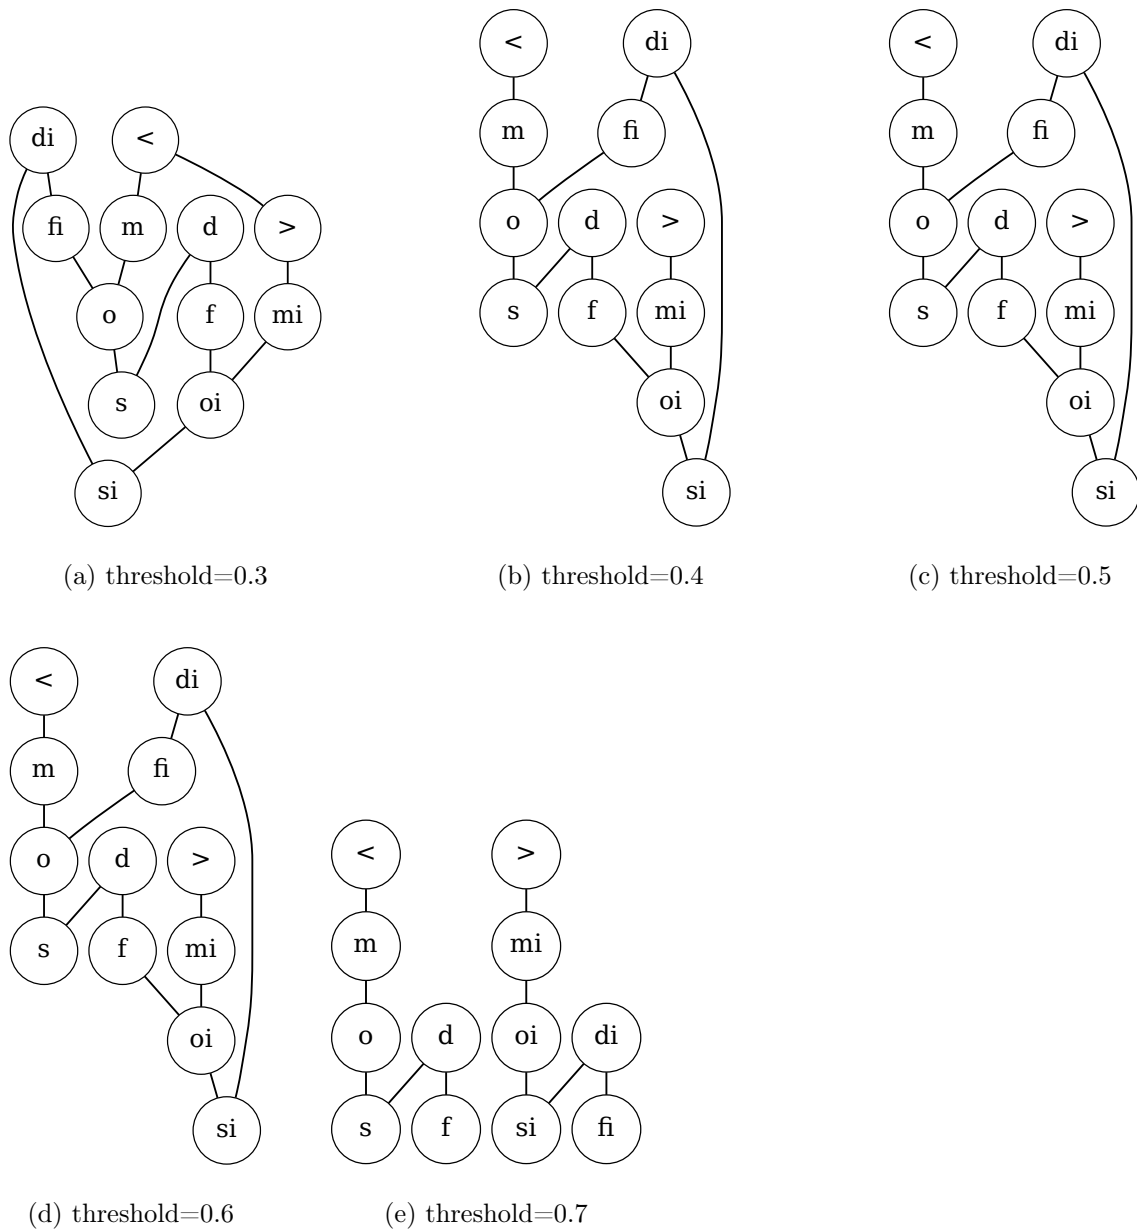 di <
fi m d >
o f mi
s oi
si
(a) threshold=0.3
< di
m fi
o d >
s f mi
oi
si
(b) threshold=0.4
< di
m fi
o d >
s f mi
oi
si
(c) threshold=0.5
< di
m fi
o d >
s f mi
oi
si
(d) threshold=0.6
< >
m mi
o d oi di
s f si fi
(e) threshold=0.7